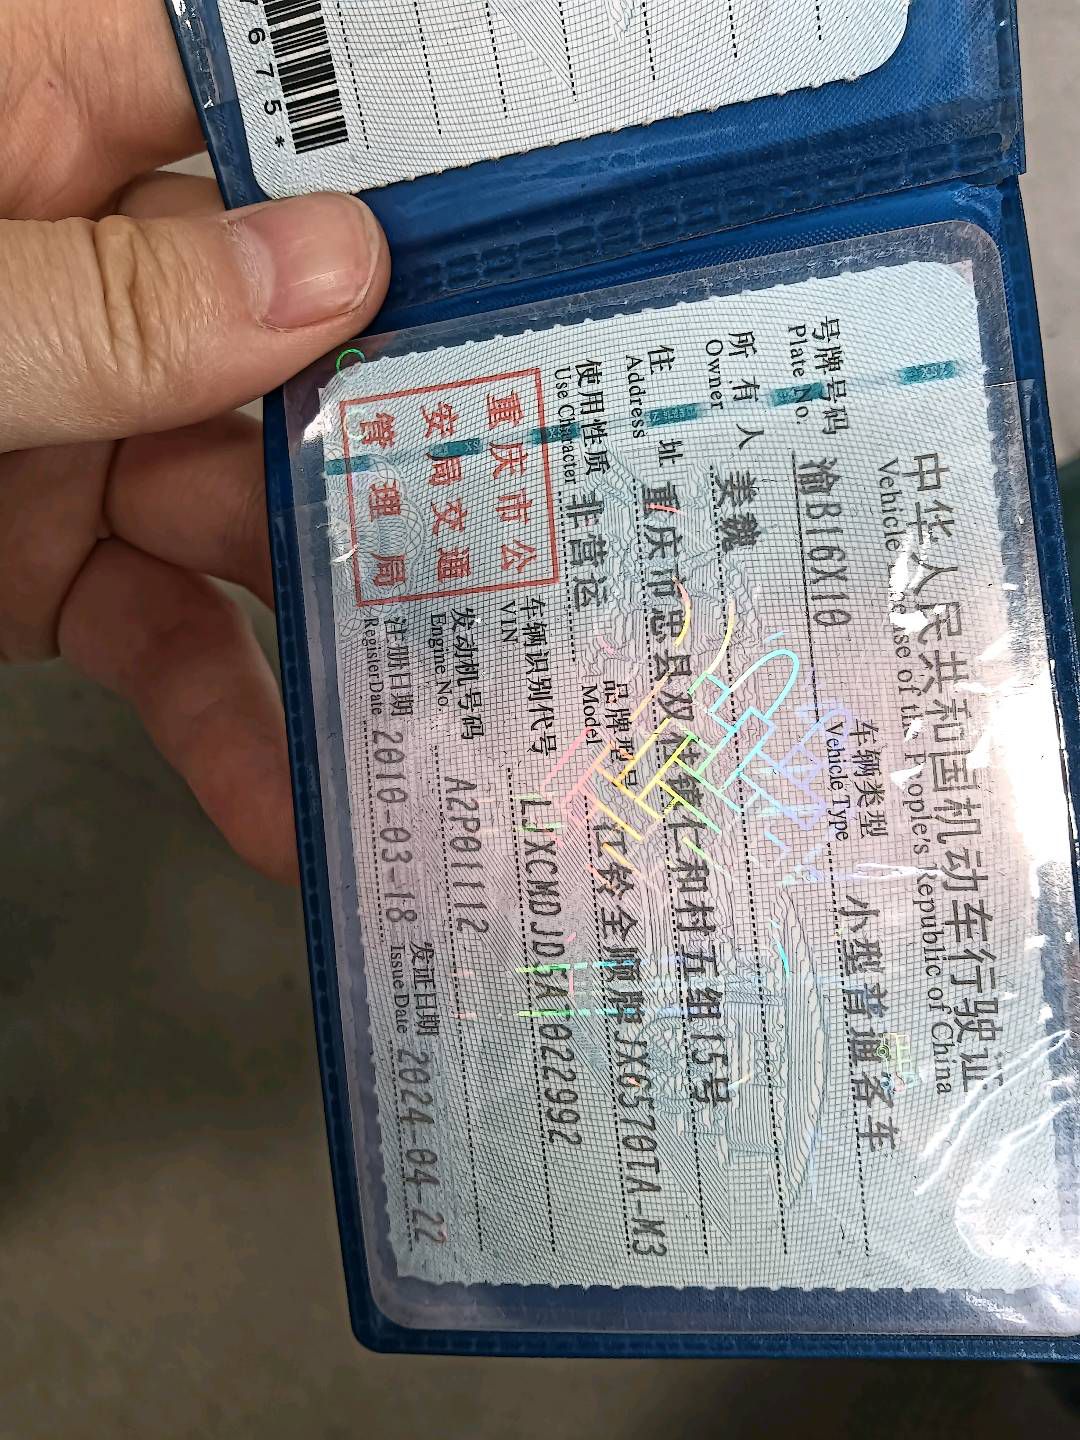 7675*
中华人民共和国机动车行驶证
Vehicle License of the People's Republic of China
号牌号码 渝B16X10 车辆类型 小型普通客车
Plate No. Vehicle Type
所有人 姜魏
Owner
住址 重庆市忠县双桂镇仁和村五组15号
Address
使用性质 非营运 品牌型号 江铃全顺牌JX6570TA-M3
Use Character Model
重庆市公
安局交通
管理局
车辆识别代号 LJXCMDJD7AT022992
VIN
发动机号码 A2P01112
Engine No.
注册日期 2010-03-18 发证日期 2024-04-22
Register Date Issue Date